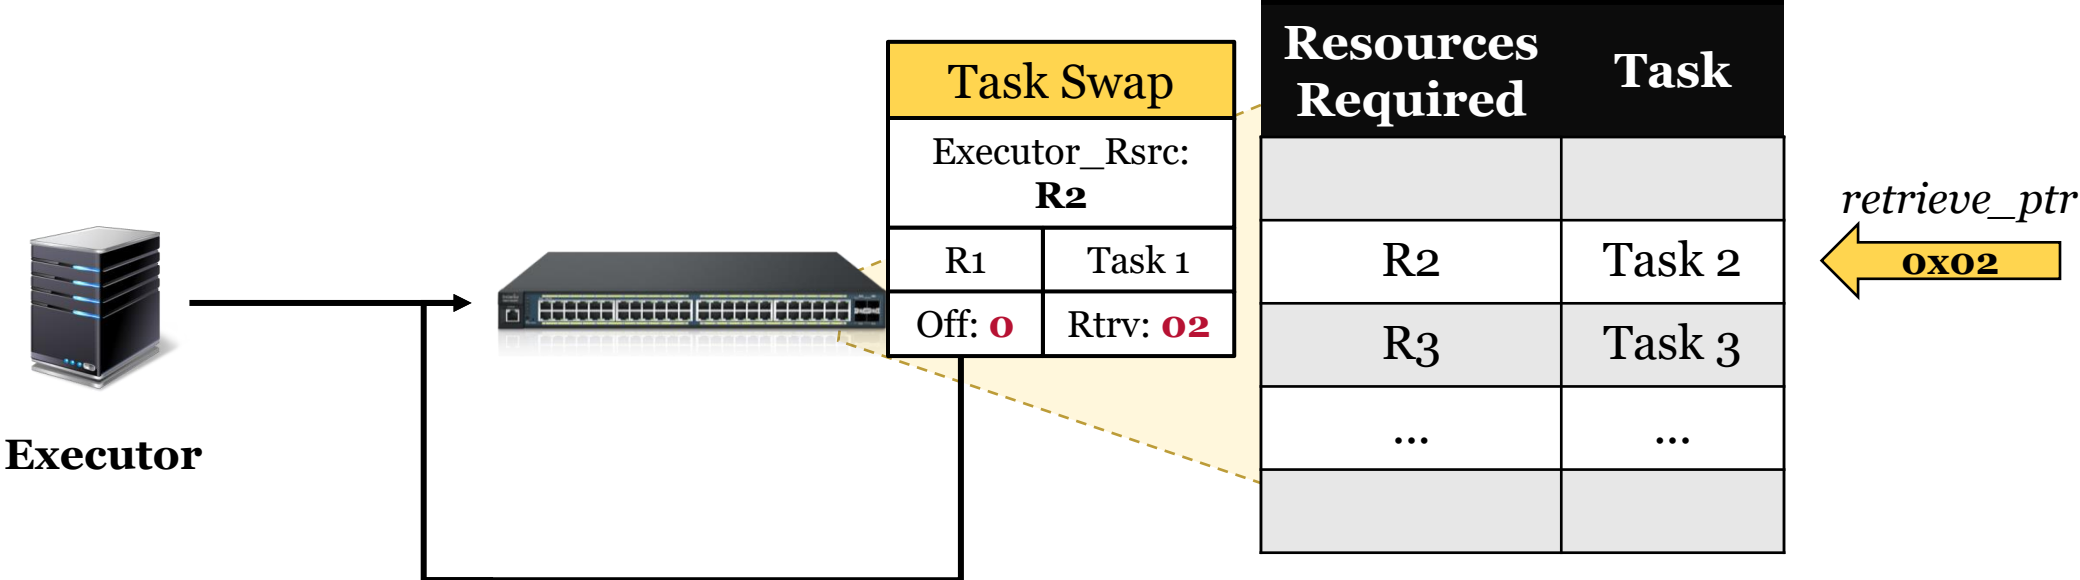 Executor
Task Swap
Executor_Rsrc:
R2
R1 Task 1
Off: 0 Rtrv: 02
Resources
Required
Task
R2 Task 2
R3 Task 3
... ...
retrieve_ptr
0x02